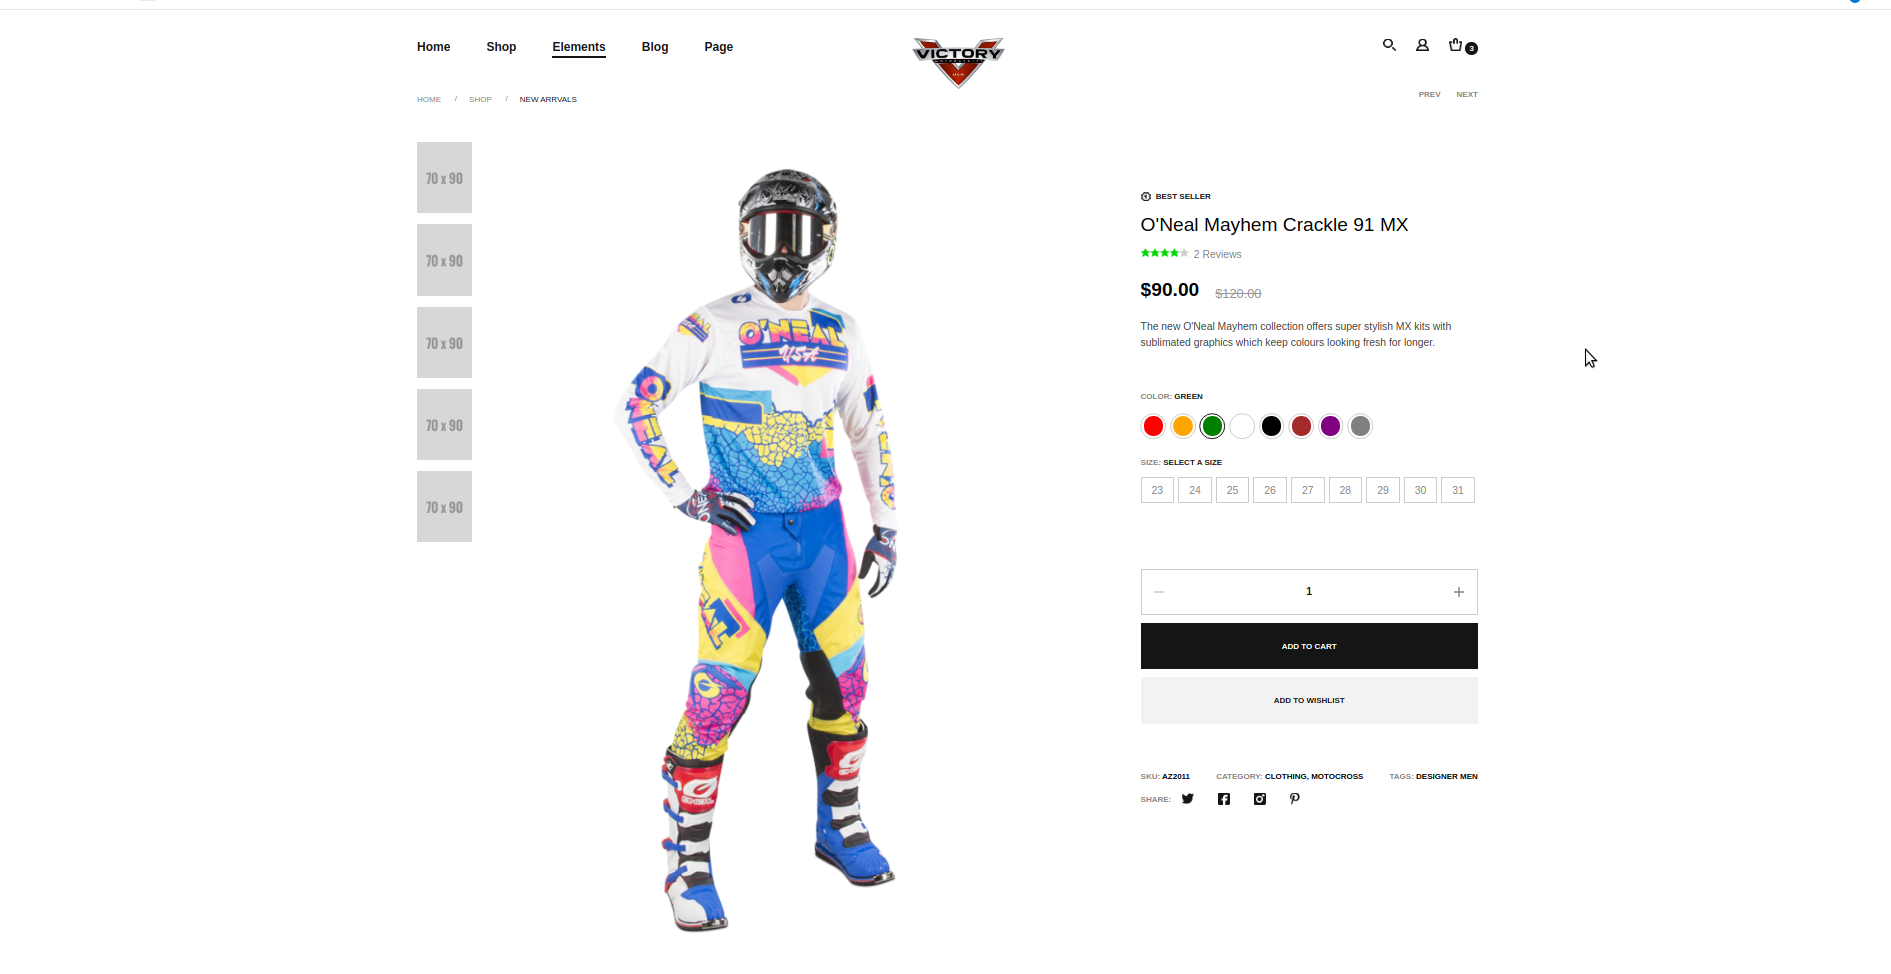 Home Shop Elements Blog Page
VICTORY
USA
3
HOME / SHOP / NEW ARRVALS
PREV NEXT
70 x 90
70 x 90
70 x 90
70 x 90
70 x 90
O'NEAL
USA
O'NEAL
BEST SELLER
O'Neal Mayhem Crackle 91 MX
2 Reviews
$90.00 $120.00
The new O'Neal Mayhem collection offers super stylish MX kits with
sublimated graphics which keep colours looking fresh for longer.
COLOR: GREEN
SIZE: SELECT A SIZE
23 24 25 26 27 28 29 30 31
1
ADD TO CART
ADD TO WISHLIST
SKU: AZ2011 CATEGORY: CLOTHING, MOTOCROSS TAGS: DESIGNER MEN
SHARE: